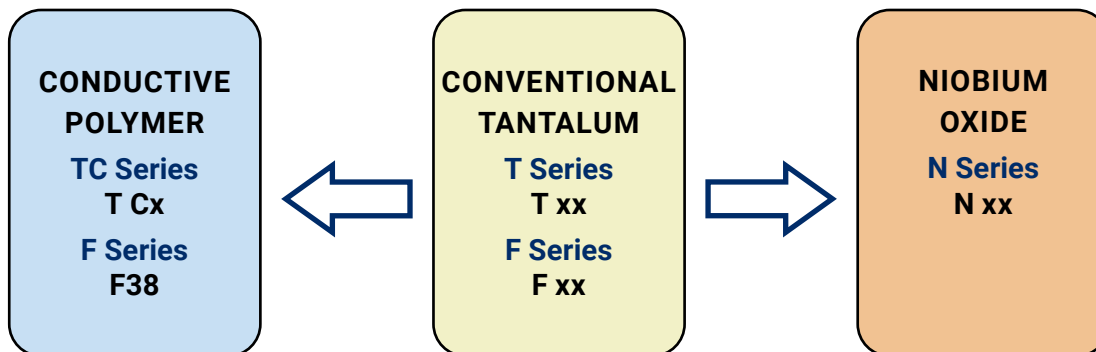 CONDUCTIVE
POLYMER
TC Series
T Cx
F Series
F38
CONVENTIONAL
TANTALUM
T Series
T xx
F Series
F xx
NIOBIUM
OXIDE
N Series
N xx